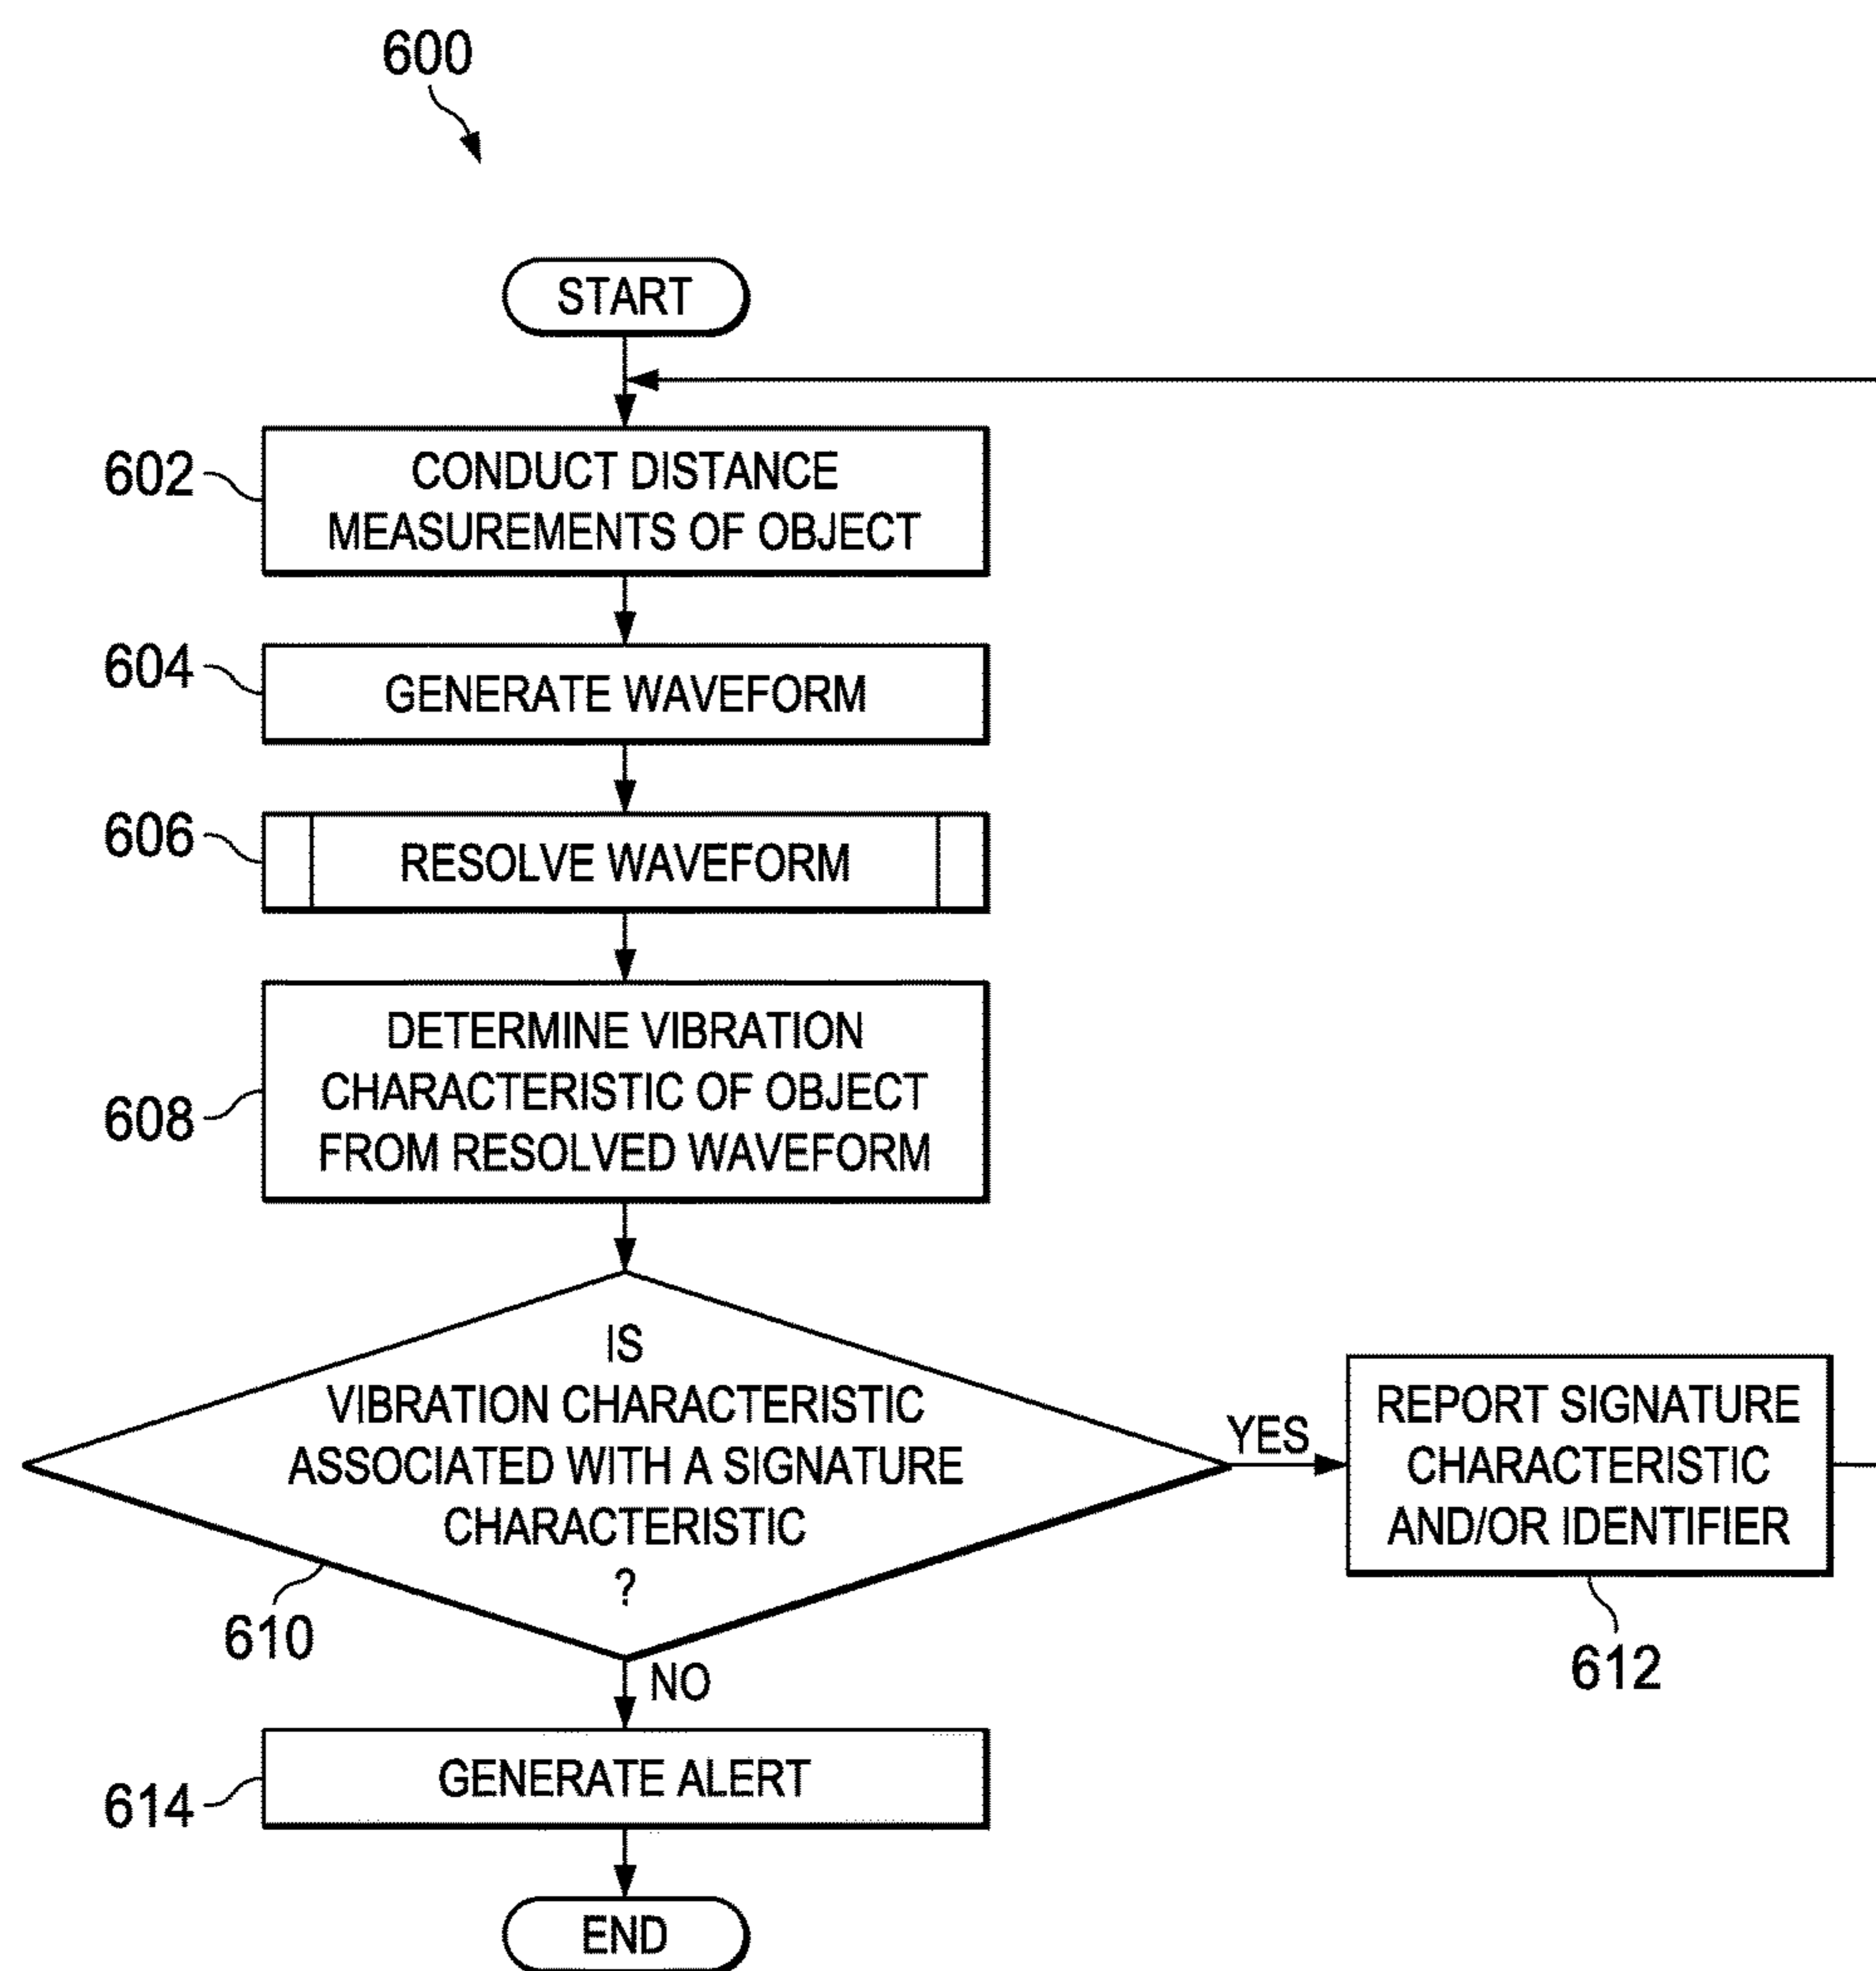 600
START
602
CONDUCT DISTANCE
MEASUREMENTS OF OBJECT
604
GENERATE WAVEFORM
606
RESOLVE WAVEFORM
608
DETERMINE VIBRATION
CHARACTERISTIC OF OBJECT
FROM RESOLVED WAVEFORM
IS
VIBRATION CHARACTERISTIC
ASSOCIATED WITH A SIGNATURE
CHARACTERISTIC
?
610
YES
REPORT SIGNATURE
CHARACTERISTIC
AND/OR IDENTIFIER
612
NO
614
GENERATE ALERT
END